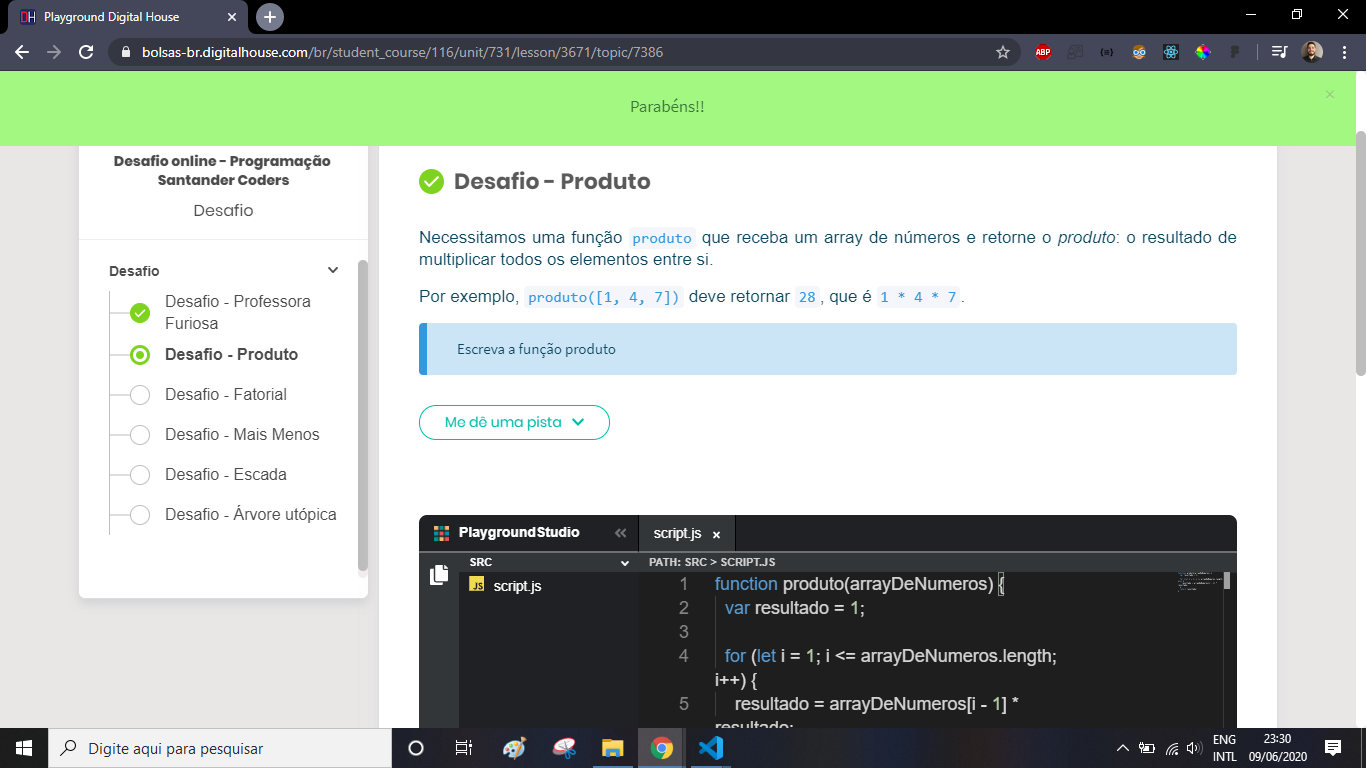 DH Playground Digital House
bolsas-br.digitalhouse.com/br/student_course/116/unit/731/lesson/3671/topic/7386
ABP
Parabéns!!
Desafio online - Programação
Santander Coders
Desafio
Desafio
Desafio - Professora
Furiosa
Desafio - Produto
Desafio - Fatorial
Desafio - Mais Menos
Desafio - Escada
Desafio - Árvore utópica
Desafio - Produto
Necessitamos uma função produto que receba um array de números e retorne o produto: o resultado de
multiplicar todos os elementos entre si.
Por exemplo, produto([1, 4, 7]) deve retornar 28, que é 1 * 4 * 7.
Escreva a função produto
Me dê uma pista
PlaygroundStudio
script.js
SRC
PATH: SRC > SCRIPT.JS
JS script.js
1 function produto(arrayDeNumeros) {
2 var resultado = 1;
3
4 for (let i = 1; i <= arrayDeNumeros.length;
i++) {
5 resultado = arrayDeNumeros[i - 1] *
resultado;
Digite aqui para pesquisar
ENG
INTL
23:30
09/06/2020